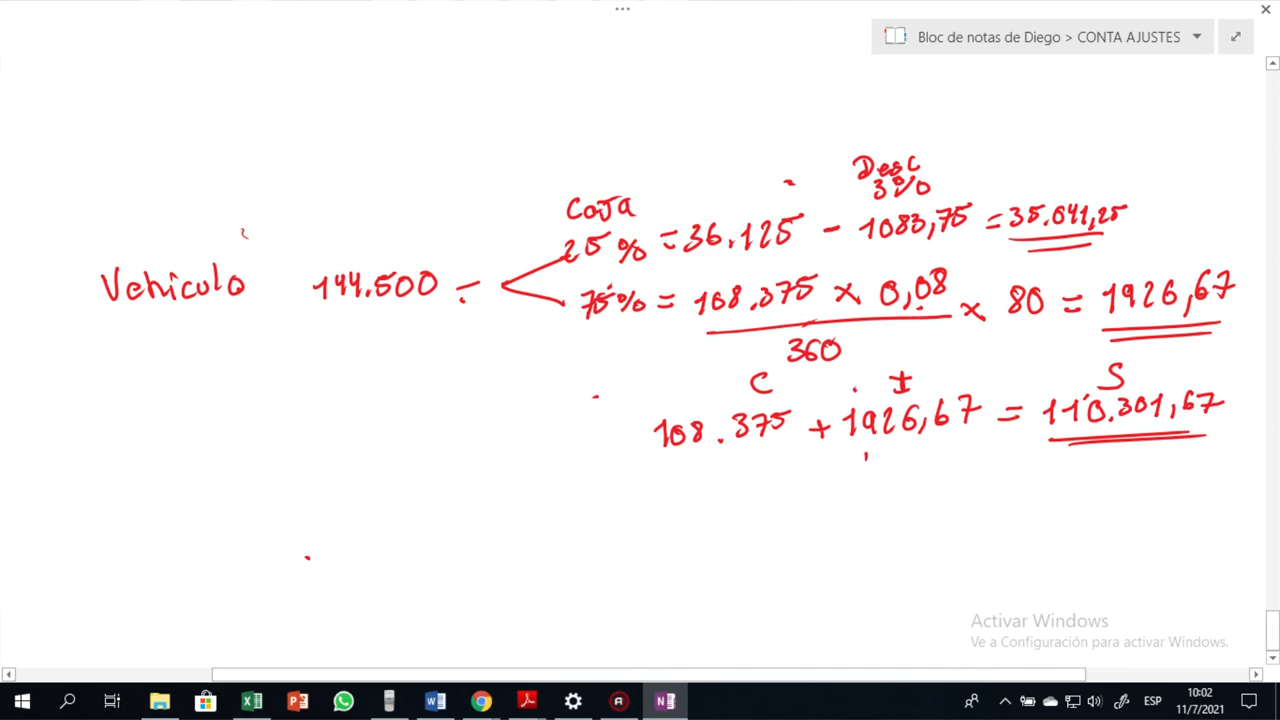 ...
Bloc de notas de Diego > CONTA AJUSTES
Desc
3%
Caja
25% = 36.125 - 1083,75 = 35.041,25
Vehiculo 144.500 ÷
75% = 108.375 x 0,08 x 80 = 1926,67
360
C I S
108.375 + 1926,67 = 110.301,67
Activar Windows
Ve a Configuración para activar Windows.
ESP
10:02
11/7/2021